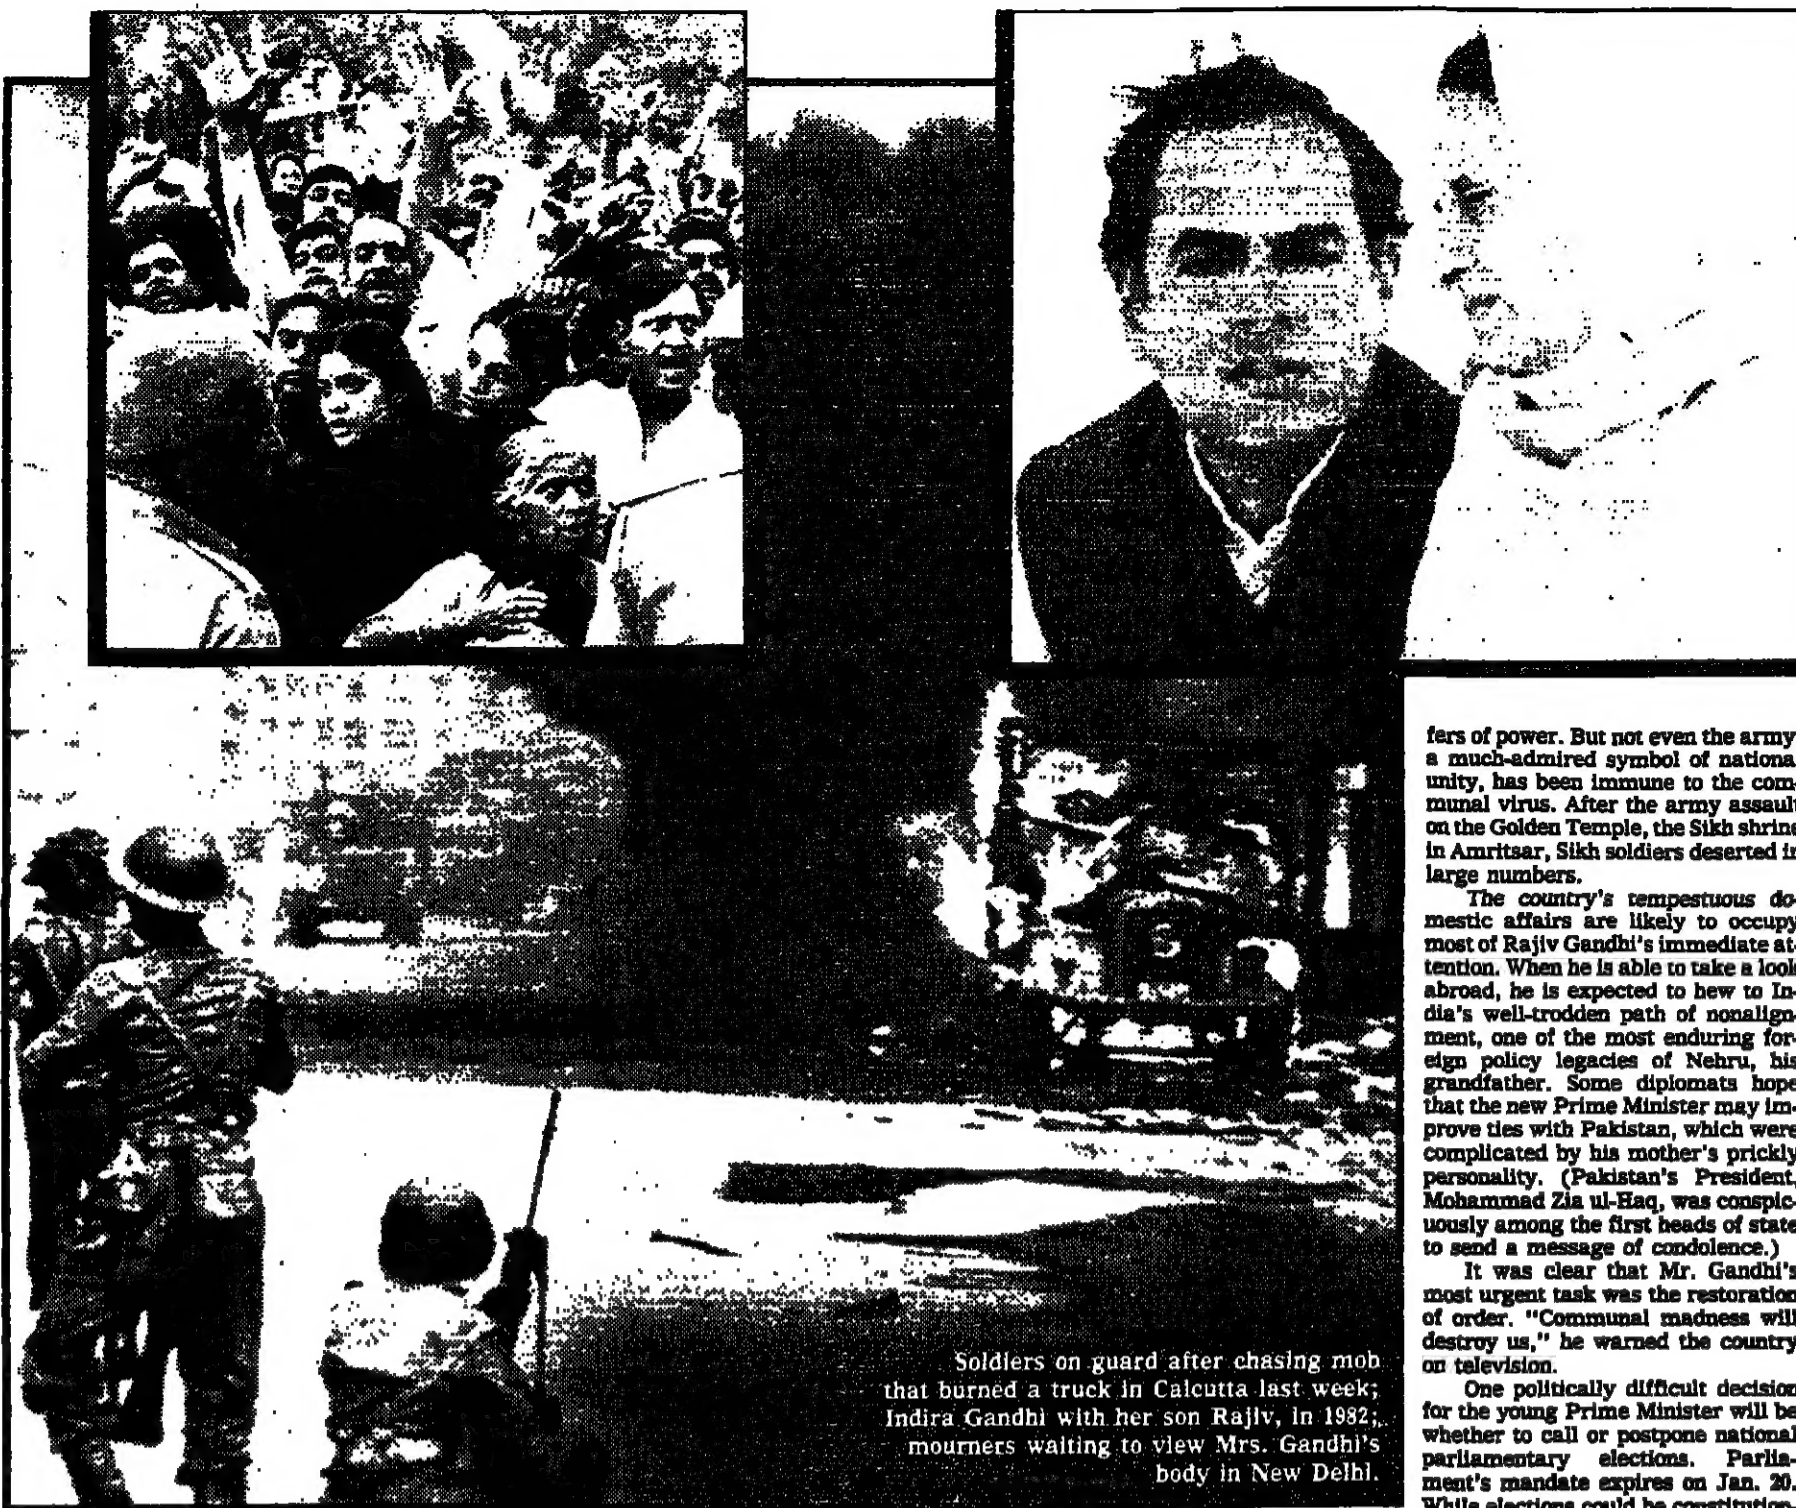 Soldiers on guard after chasing mob
that burned a truck in Calcutta last week;
Indira Gandhi with her son Rajiv, in 1982;
mourners waiting to view Mrs. Gandhi's
body in New Delhi.
fers of power. But not even the army
a much-admired symbol of nationa
unity, has been immune to the com-
munal virus. After the army assault
on the Golden Temple, the Sikh shrine
in Amritsar, Sikh soldiers deserted in
large numbers.
The country's tempestuous do-
mestic affairs are likely to occupy
most of Rajiv Gandhi's immediate at-
tention. When he is able to take a look
abroad, he is expected to hew to In-
dia's well-trodden path of nonalign-
ment, one of the most enduring for-
eign policy legacies of Nehru, his
grandfather. Some diplomats hope
that the new Prime Minister may im-
prove ties with Pakistan, which were
complicated by his mother's prickly
personality. (Pakistan's President,
Mohammad Zia ul-Haq, was conspic-
uously among the first heads of state
to send a message of condolence.)
It was clear that Mr. Gandhi's
most urgent task was the restoration
of order. "Communal madness will
destroy us," he warned the country
on television.
One politically difficult decision
for the young Prime Minister will be
whether to call or postpone national
parliamentary elections. Parlia-
ment's mandate expires on Jan. 20.
While elections could be constitution-